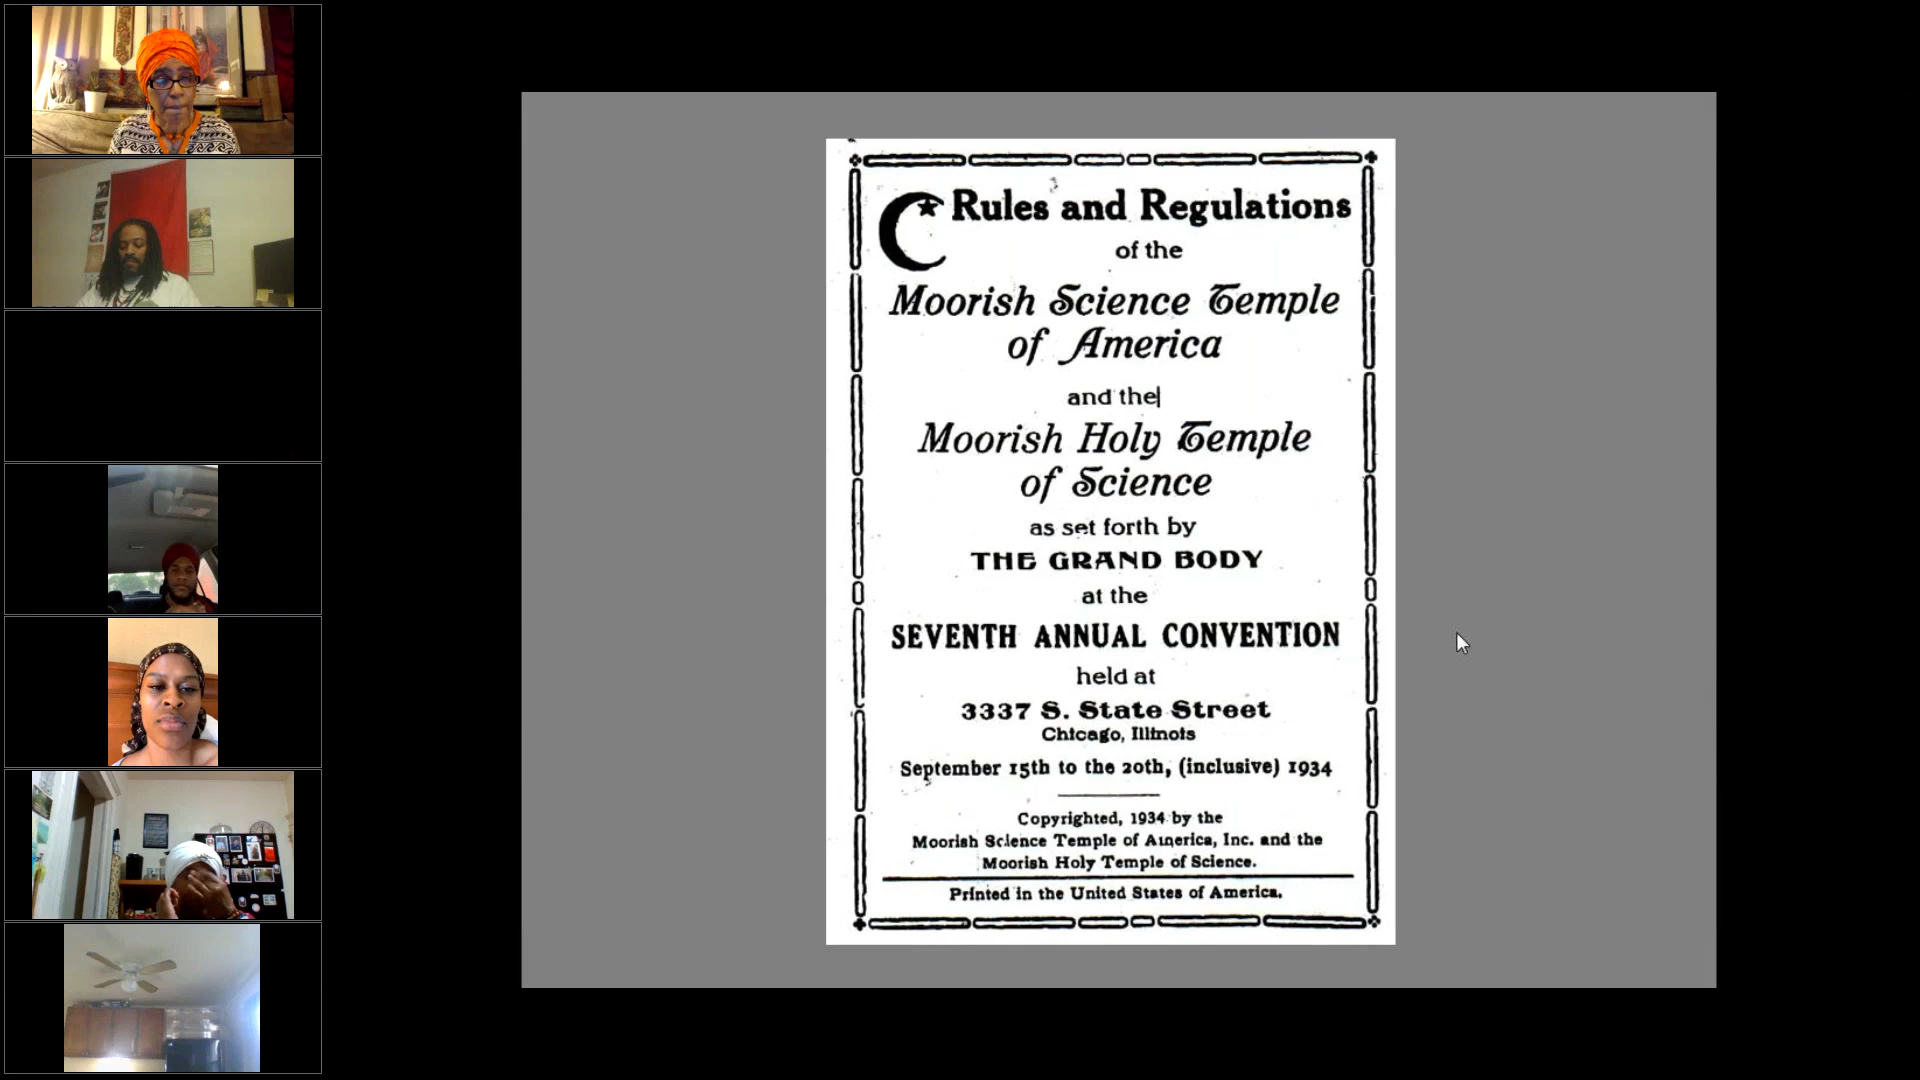 Rules and Regulations
of the
Moorish Science Temple
of America
and the
Moorish Holy Temple
of Science
as set forth by
THE GRAND BODY
at the
SEVENTH ANNUAL CONVENTION
held at
3337 S. State Street
Chicago, Illinois
September 15th to the 20th, (inclusive) 1934
Copyrighted, 1934 by the
Moorish Science Temple of America, Inc. and the
Moorish Holy Temple of Science.
Printed in the United States of America.